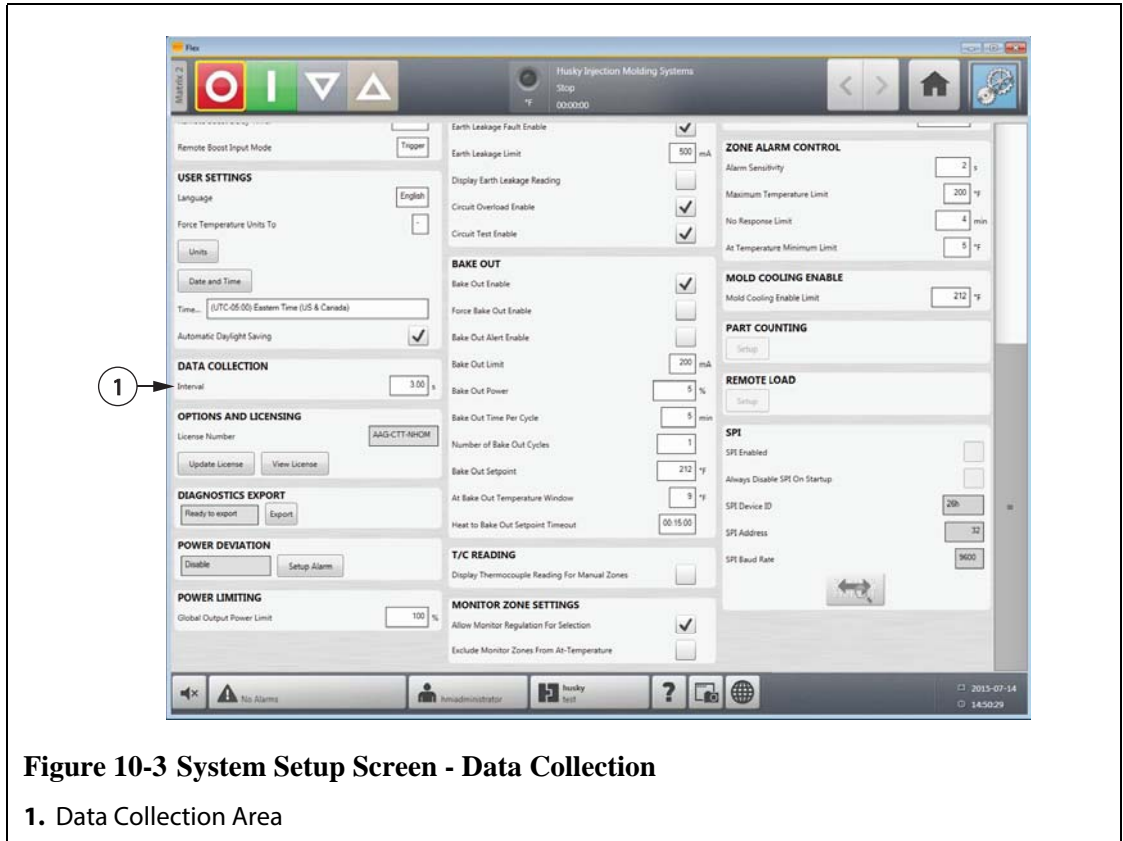 Flex
Matrix 2
Husky Injection Molding Systems
Stop
°F 00:00:00
Remote Boost Input Mode Trigger
USER SETTINGS
Language English
Force Temperature Units To -
Units
Date and Time
Time... (UTC-05:00) Eastern Time (US & Canada)
Automatic Daylight Saving
DATA COLLECTION
1
Interval 3.00 s
OPTIONS AND LICENSING
License Number AAG-CTT-NHOM
Update License View License
DIAGNOSTICS EXPORT
Ready to export Export
POWER DEVIATION
Disable Setup Alarm
POWER LIMITING
Global Output Power Limit 100 %
Earth Leakage Fault Enable
Earth Leakage Limit 500 mA
Display Earth Leakage Reading
Circuit Overload Enable
Circuit Test Enable
BAKE OUT
Bake Out Enable
Force Bake Out Enable
Bake Out Alert Enable
Bake Out Limit 200 mA
Bake Out Power 5 %
Bake Out Time Per Cycle 5 min
Number of Bake Out Cycles 1
Bake Out Setpoint 212 °F
At Bake Out Temperature Window 9 °F
Heat to Bake Out Setpoint Timeout 00:15:00
T/C READING
Display Thermocouple Reading For Manual Zones
MONITOR ZONE SETTINGS
Allow Monitor Regulation For Selection
Exclude Monitor Zones From At-Temperature
ZONE ALARM CONTROL
Alarm Sensitivity 2 s
Maximum Temperature Limit 200 °F
No Response Limit 4 min
At Temperature Minimum Limit 5 °F
MOLD COOLING ENABLE
Mold Cooling Enable Limit 212 °F
PART COUNTING
Setup
REMOTE LOAD
Setup
SPI
SPI Enabled
Always Disable SPI On Startup
SPI Device ID 26h
SPI Address 32
SPI Baud Rate 9600
No Alarms
hmiadministrator
husky
test
?
2015-07-14
14:50:29
Figure 10-3 System Setup Screen - Data Collection
1. Data Collection Area